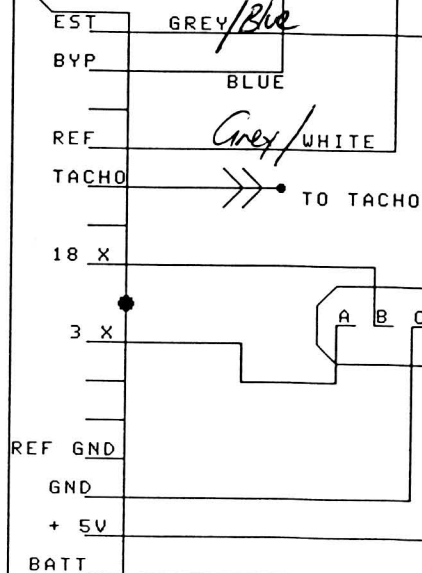 EST GREY/Blue
BYP
BLUE
REF Grey/WHITE
TACHO
TO TACHO
18 X
A B C
3 X
REF GND
GND
+ 5V
BATT